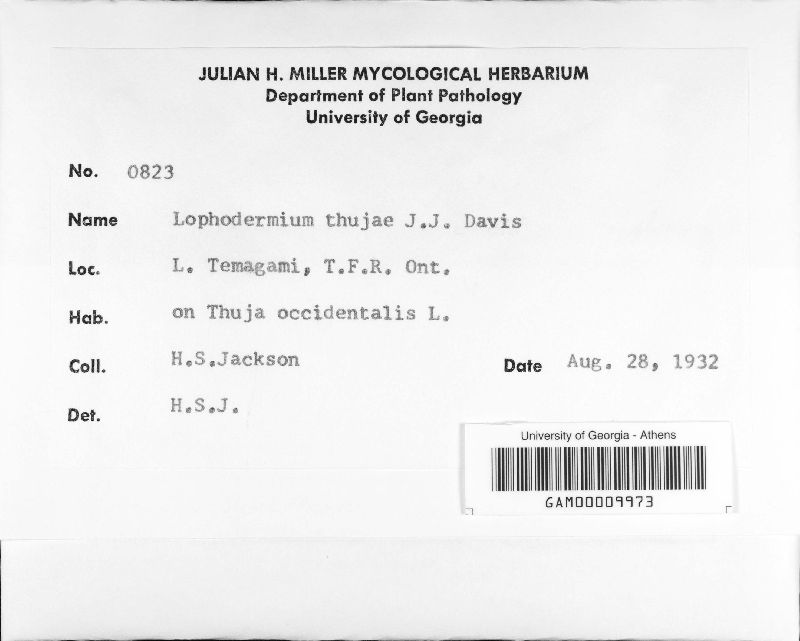 JULIAN H. MILLER MYCOLOGICAL HERBARIUM
Department of Plant Pathology
University of Georgia
No. 0823
Name Lophodermium thujae J.J. Davis
Loc. L. Temagami, T.F.R. Ont.
Hab. on Thuja occidentalis L.
Coll. H.S.Jackson Date Aug. 28, 1932
Det. H.S.J.
University of Georgia - Athens
GAM00009973